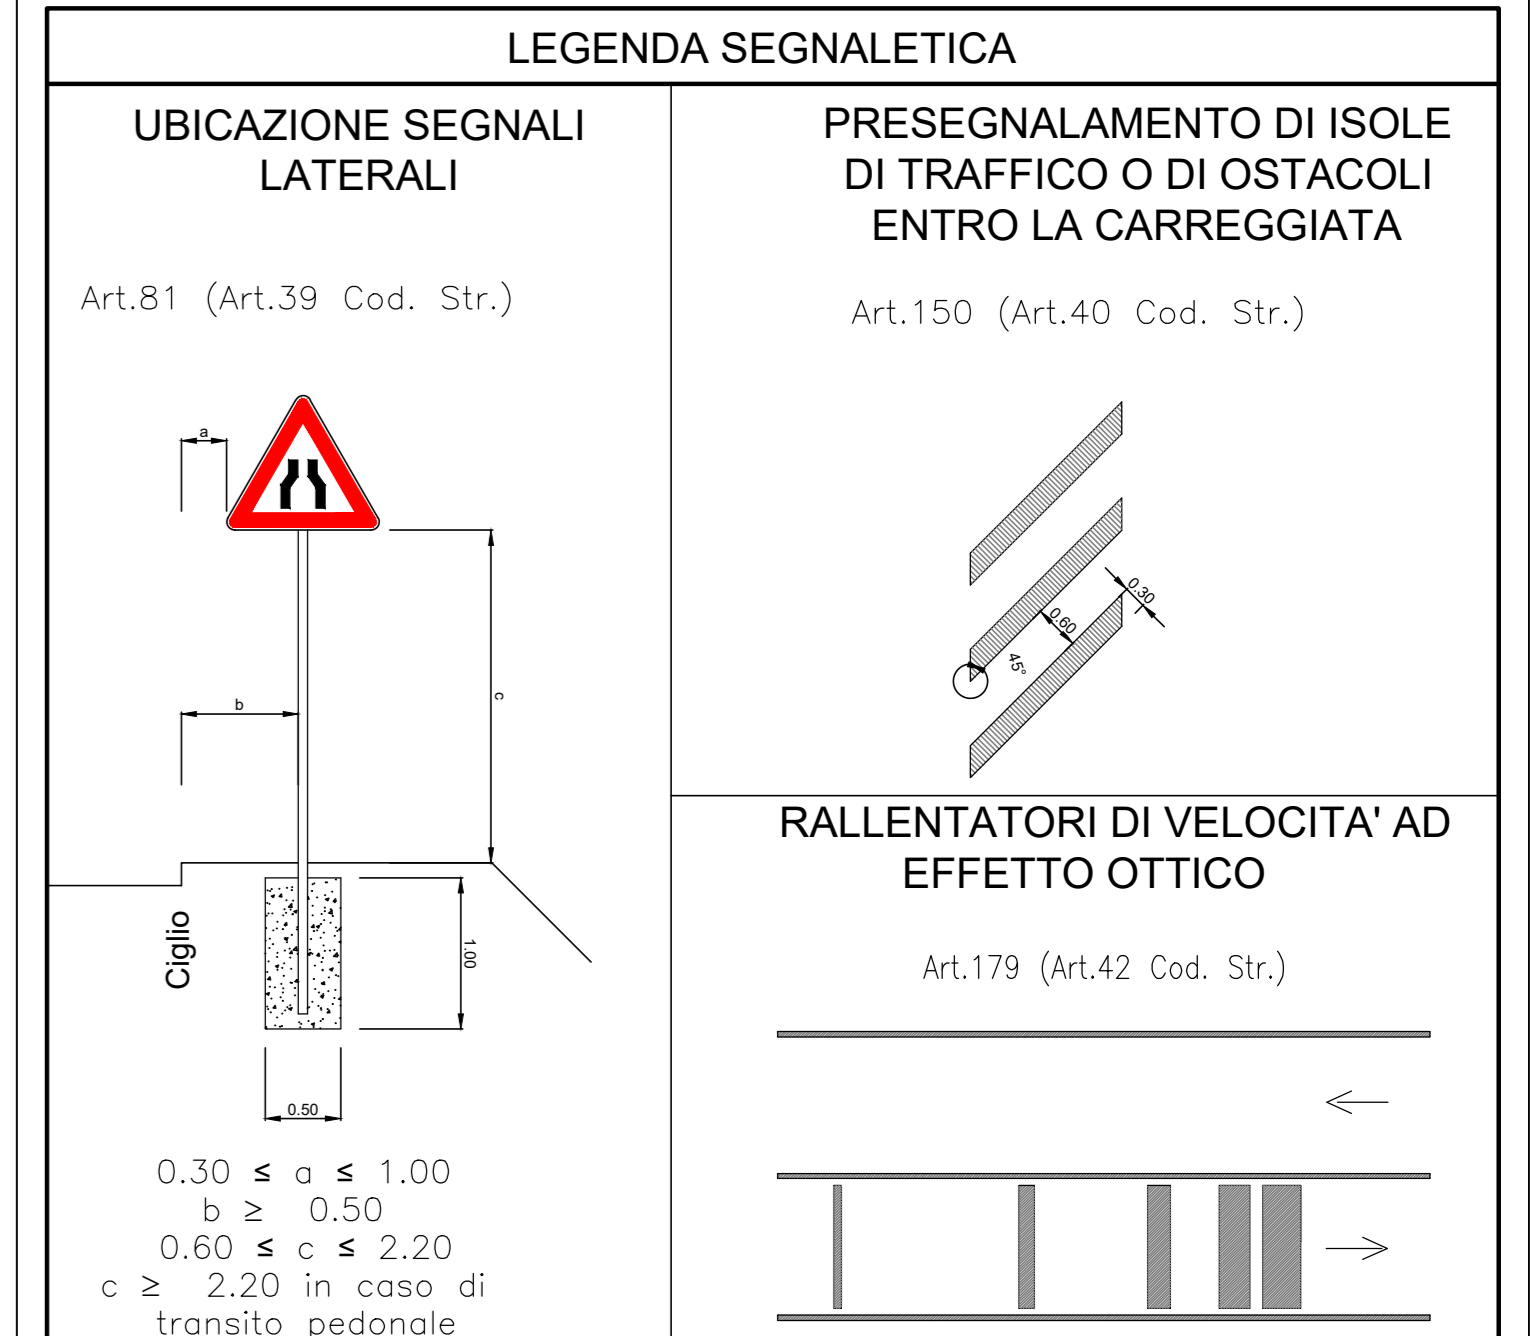 LEGENDA SEGNALETICA
UBICAZIONE SEGNALI
LATERALI
Art.81 (Art.39 Cod. Str.)
a
c
b
Ciglio
1.00
0.50
0.30 ≤ a ≤ 1.00
b ≥ 0.50
0.60 ≤ c ≤ 2.20
c ≥ 2.20 in caso di
transito pedonale
PRESEGNALAMENTO DI ISOLE
DI TRAFFICO O DI OSTACOLI
ENTRO LA CARREGGIATA
Art.150 (Art.40 Cod. Str.)
0.30
0.60
45°
RALLENTATORI DI VELOCITA' AD
EFFETTO OTTICO
Art.179 (Art.42 Cod. Str.)